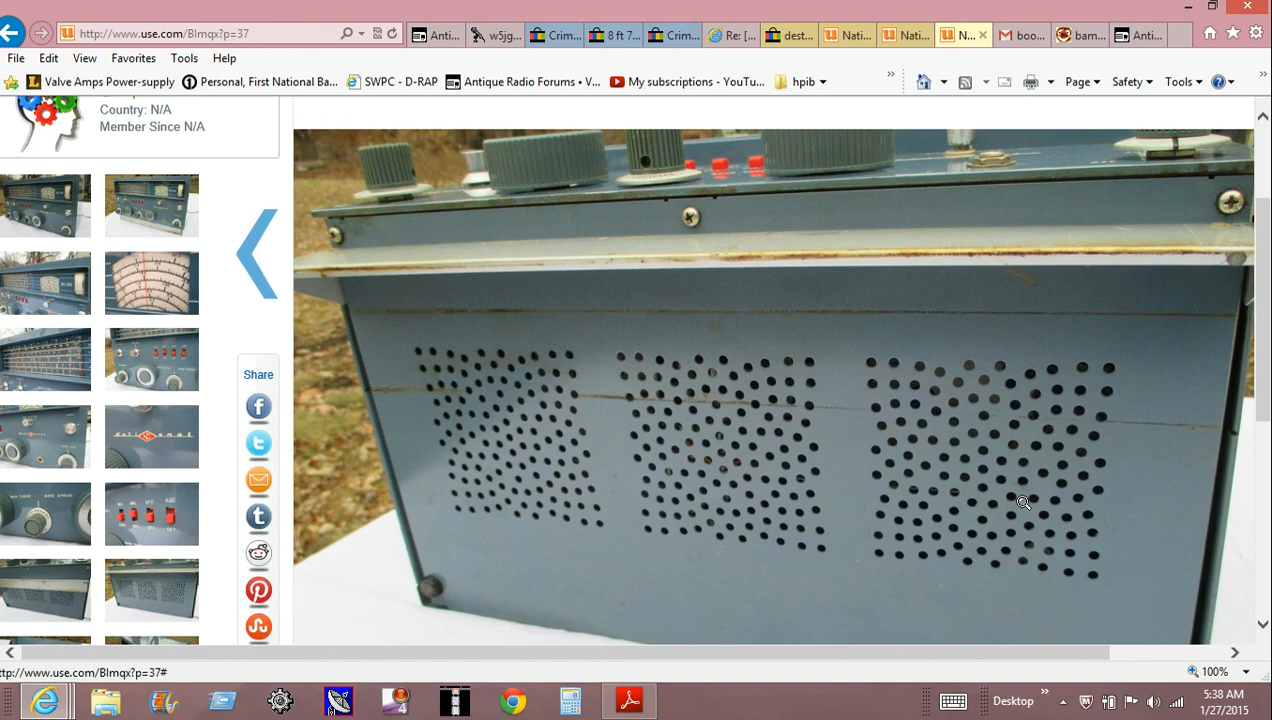 http://www.use.com/Blmqx?p=37
Anti...
w5jg...
Crim...
8 ft 7...
Crim...
Re: [...
dest...
Nati...
Nati...
N...
boo...
bam...
Anti...
File Edit View Favorites Tools Help
Valve Amps Power-supply
Personal, First National Ba...
SWPC - D-RAP
Antique Radio Forums • V...
My subscriptions - YouTu...
hpib
Page
Safety
Tools
Country: N/A
Member Since N/A
Share
National
AGC
ttp://www.use.com/Blmqx?p=37#
100%
Desktop
5:38 AM
1/27/2015